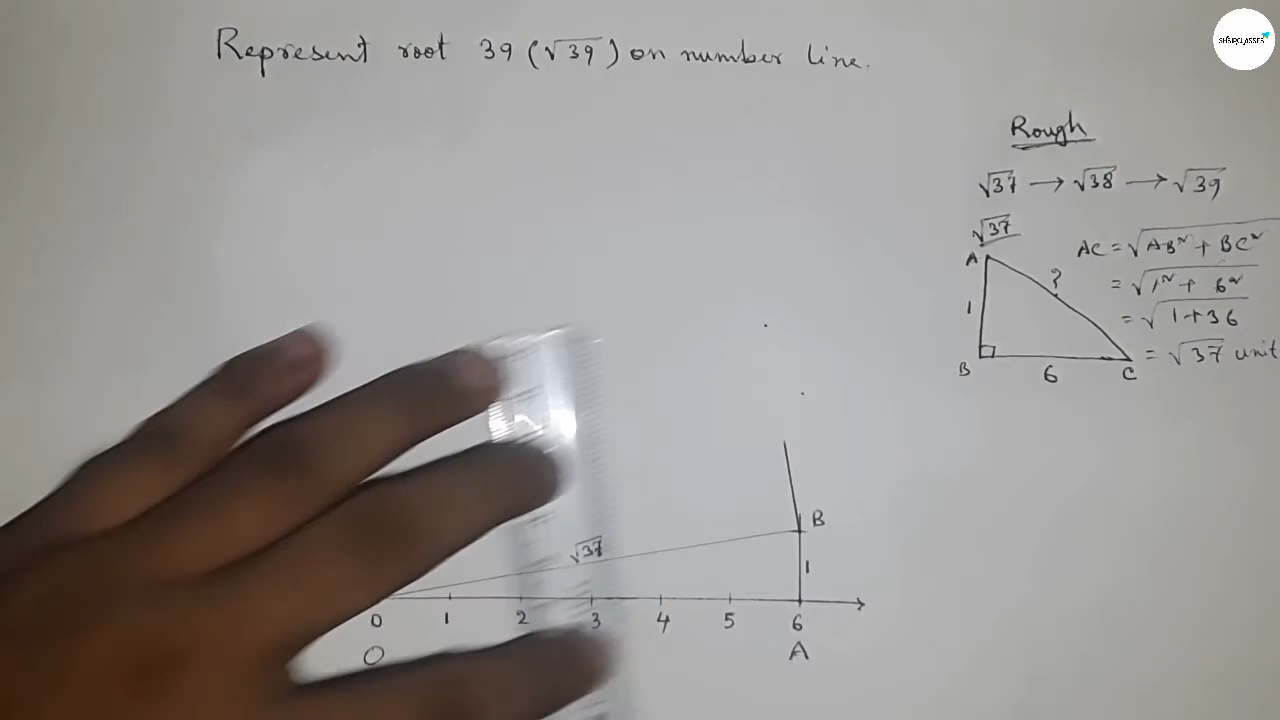 Represent root 39 (√39) on number line.
SHSIRCLASSES
Rough
√37 → √38 → √39
√37
A
AC = √AB² + BC²
?
= √1² + 6²
1
= √1+36
= √37 unit
B
6
C
B
√37
1
0 1 2 3 4 5 6
O
A